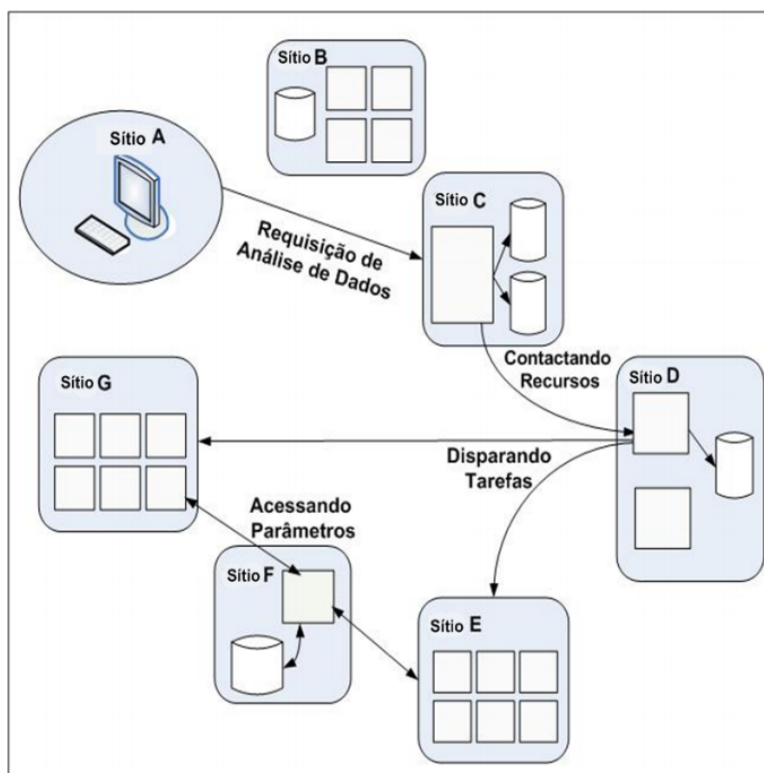 Sítio B
Sítio A
Sítio C
Requisição de
Análise de Dados
Contactando
Recursos
Sítio G
Sítio D
Disparando
Tarefas
Acessando
Parâmetros
Sítio F
Sítio E